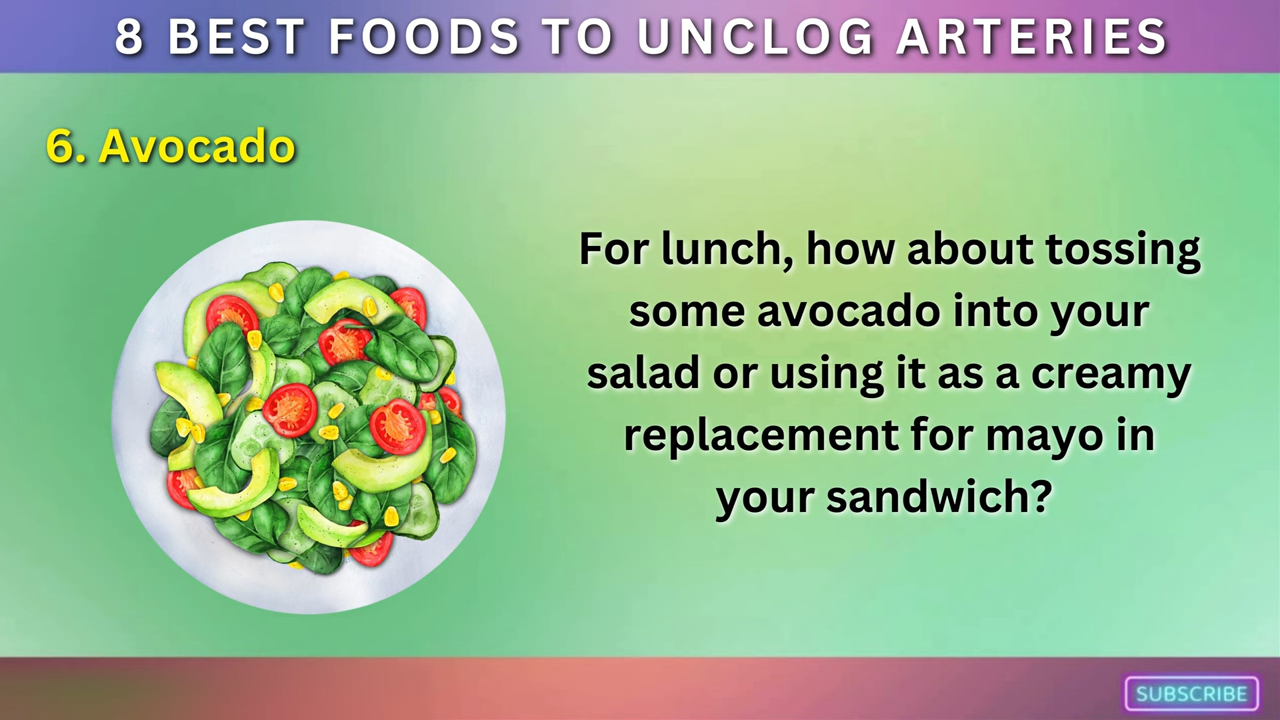 8 BEST FOODS TO UNCLOG ARTERIES
6. Avocado
For lunch, how about tossing
some avocado into your
salad or using it as a creamy
replacement for mayo in
your sandwich?
SUBSCRIBE